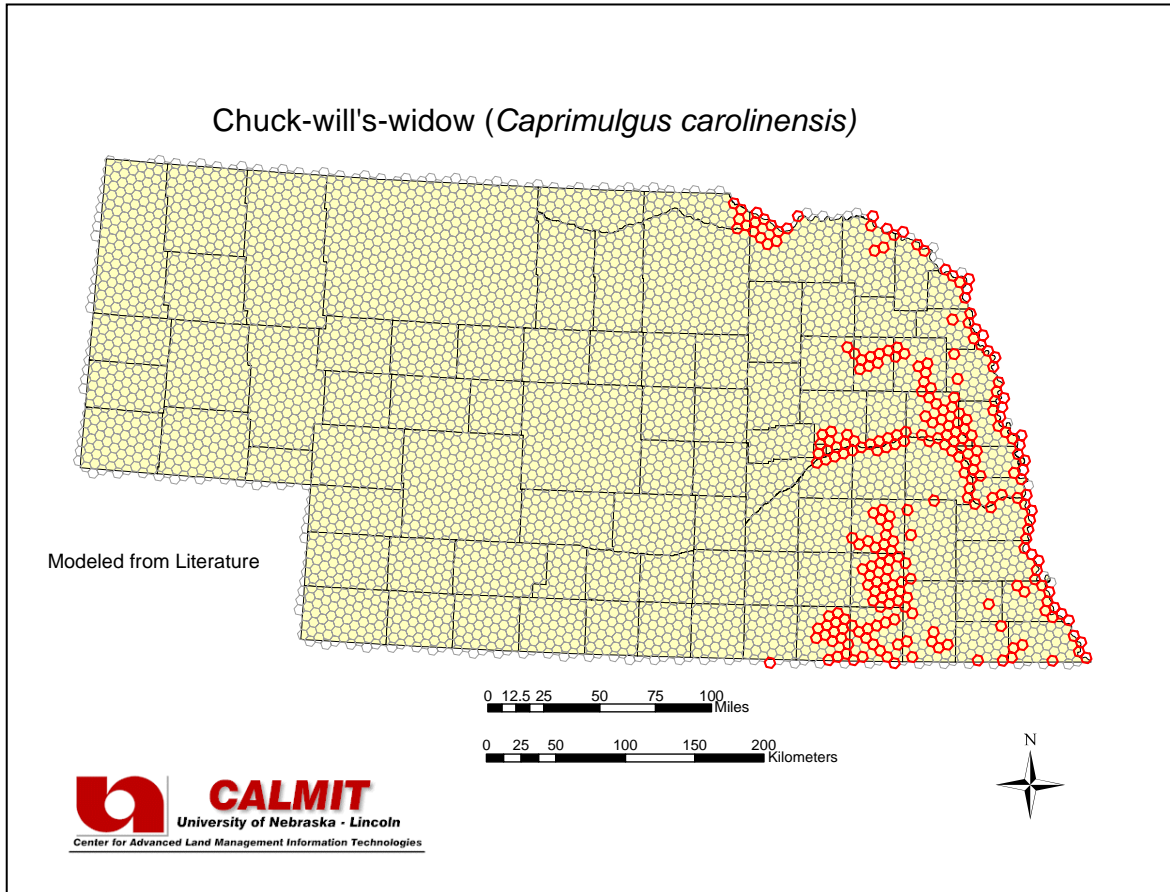 Chuck-will's-widow (Caprimulgus carolinensis)
Modeled from Literature
0 12.5 25 50 75 100
Miles
0 25 50 100 150 200
Kilometers
N
CALMIT
University of Nebraska - Lincoln
Center for Advanced Land Management Information Technologies